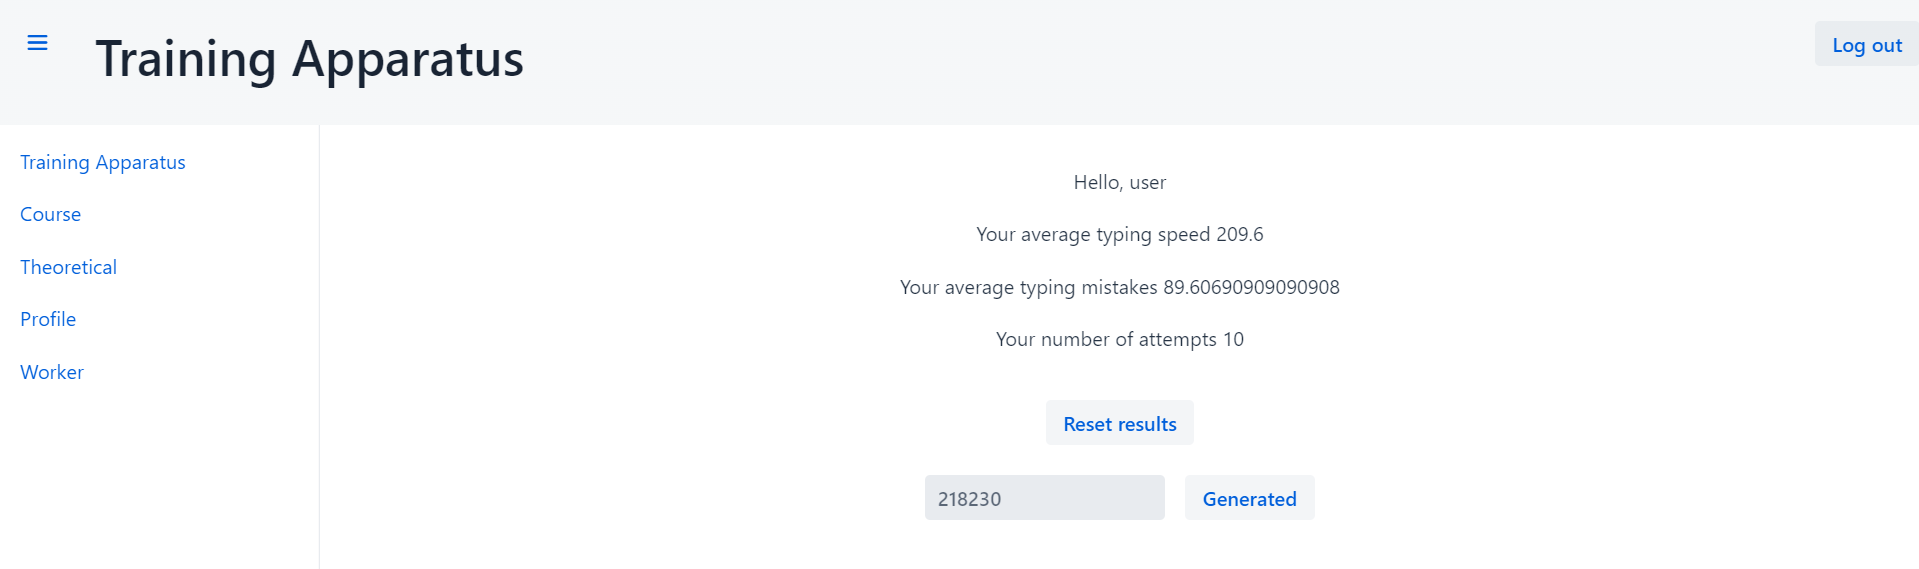 Training Apparatus
Log out
Training Apparatus
Course
Theoretical
Profile
Worker
Hello, user
Your average typing speed 209.6
Your average typing mistakes 89.60690909090908
Your number of attempts 10
Reset results
218230
Generated